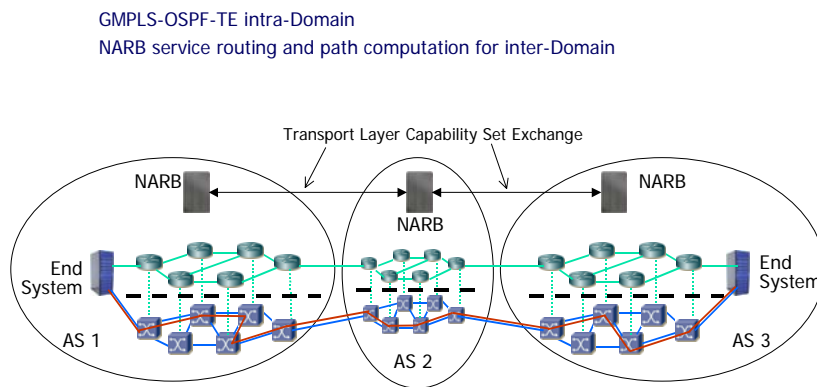 GMPLS-OSPF-TE intra-Domain
NARB service routing and path computation for inter-Domain
Transport Layer Capability Set Exchange
NARB
NARB
NARB
End
System
End
System
AS 1
AS 2
AS 3